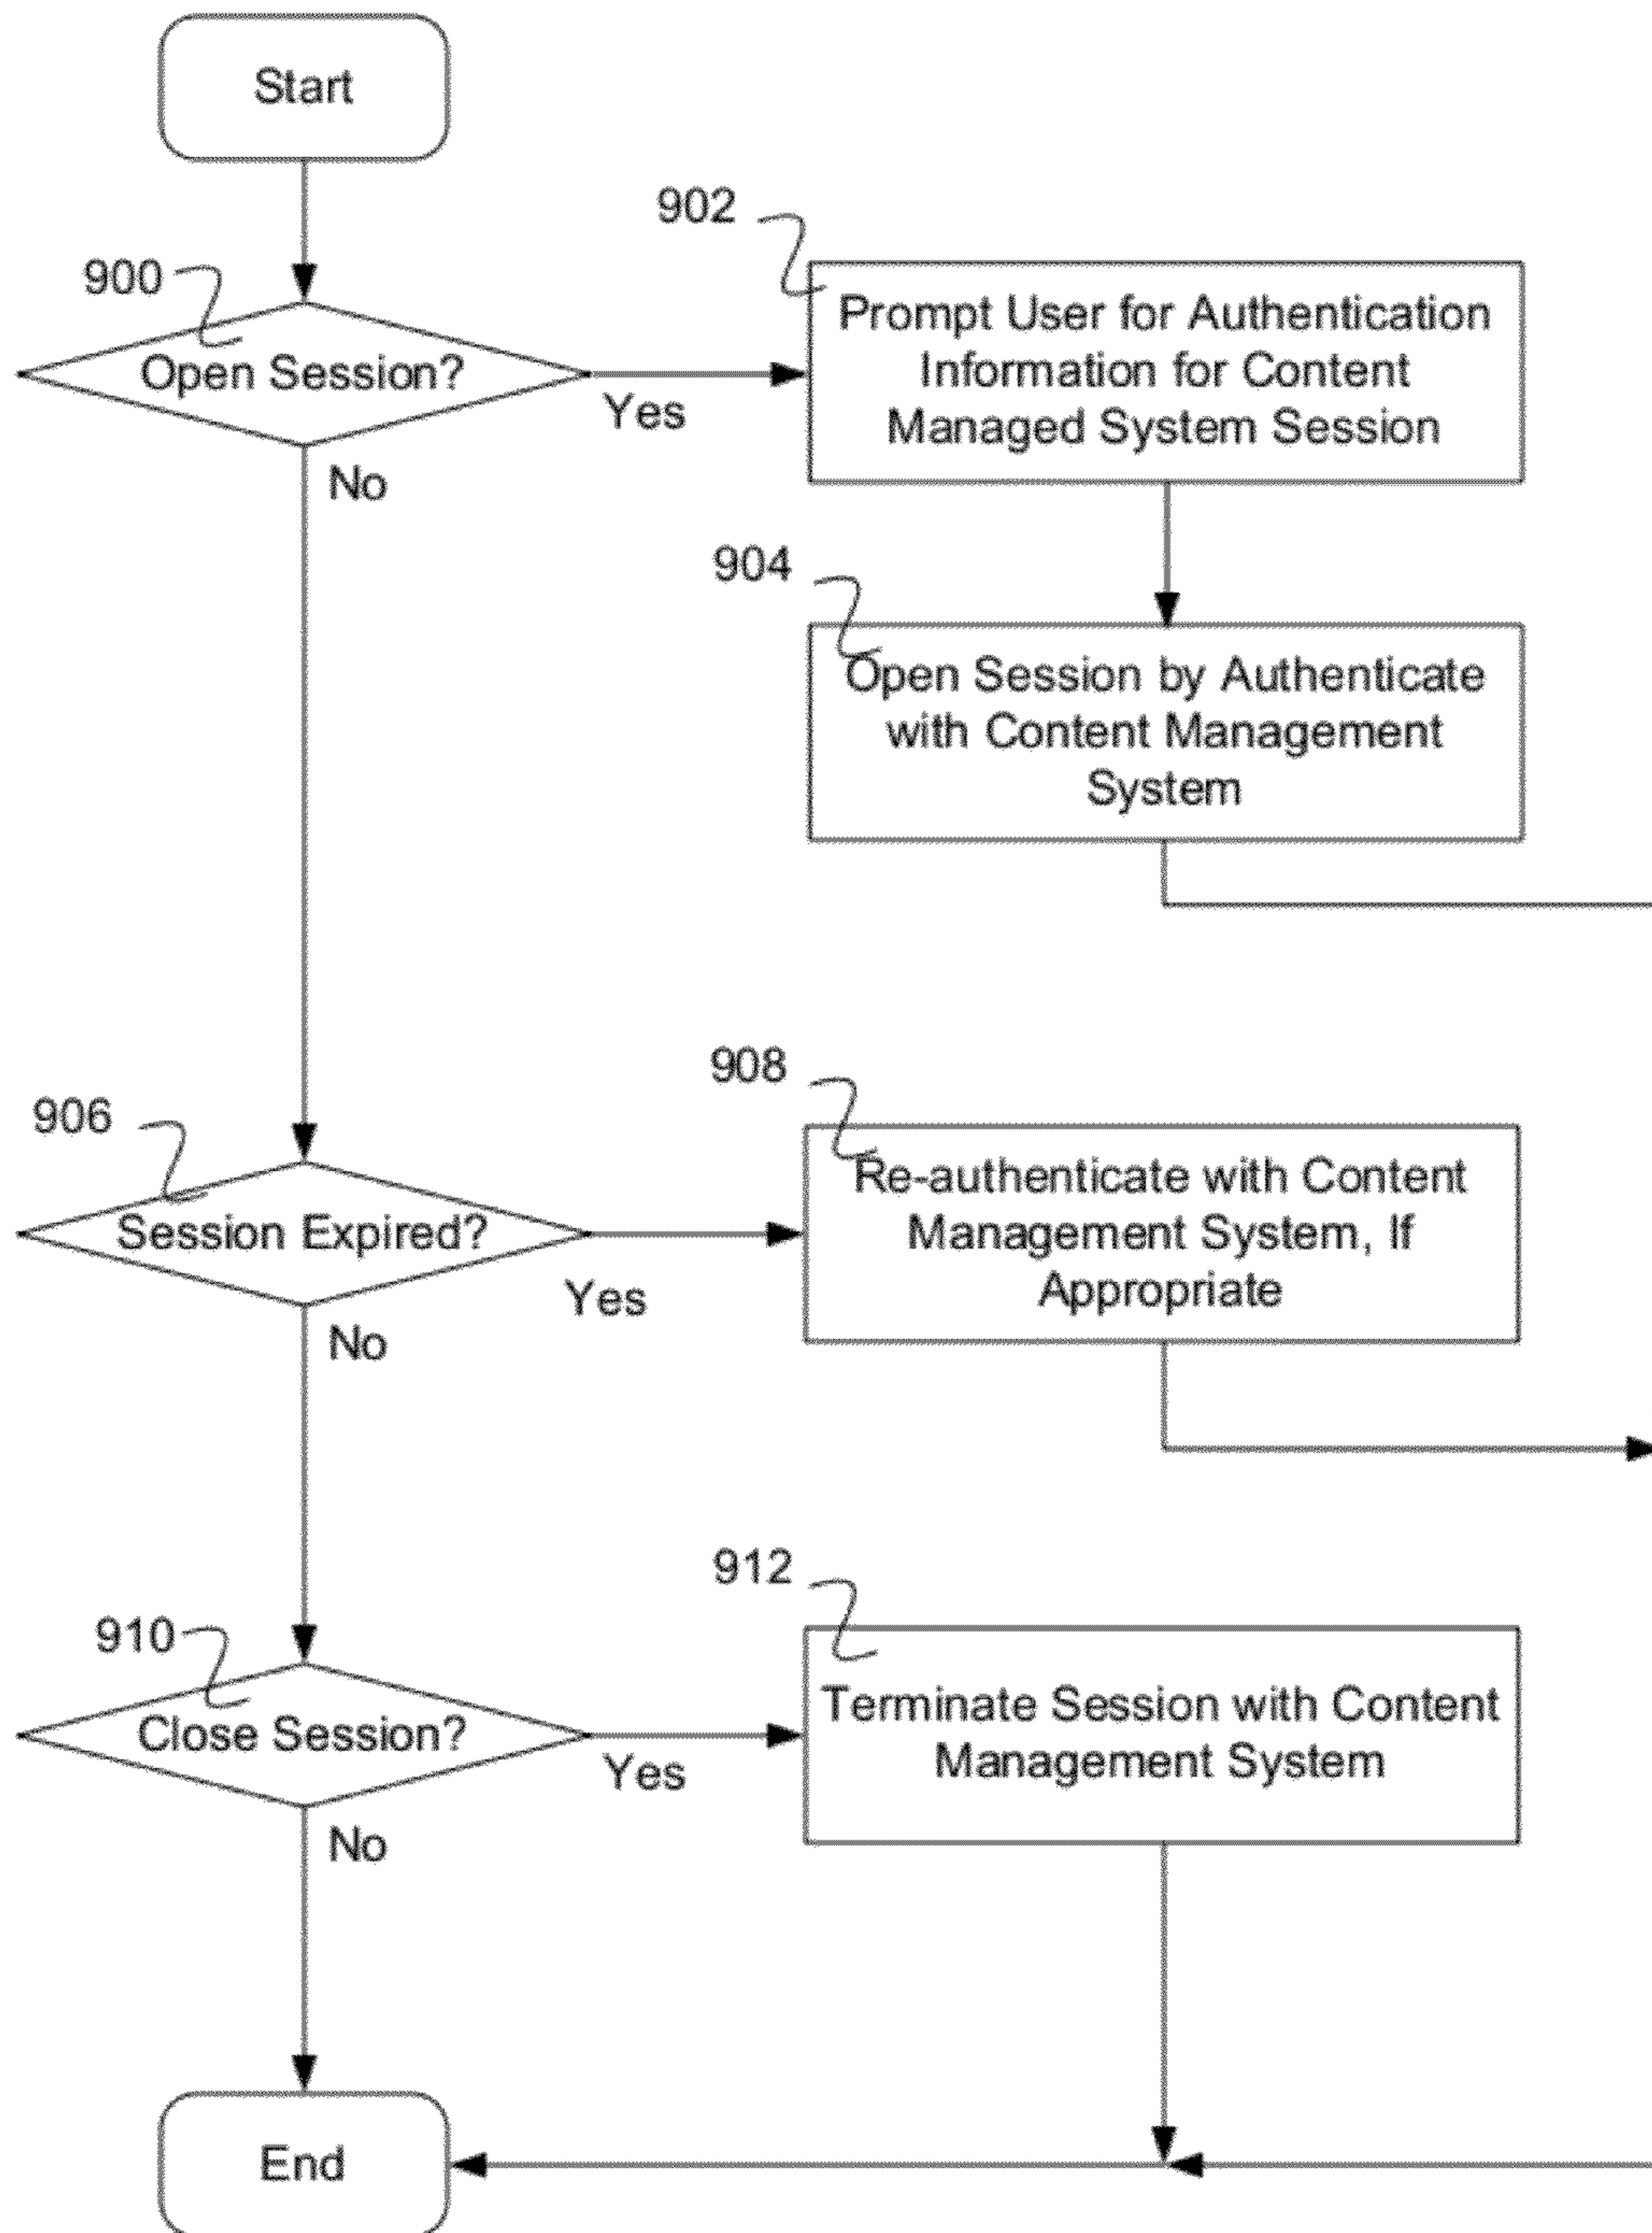 Start
900
Open Session?
Yes
No
902
Prompt User for Authentication
Information for Content
Managed System Session
904
Open Session by Authenticate
with Content Management
System
906
Session Expired?
Yes
No
908
Re-authenticate with Content
Management System, If
Appropriate
910
Close Session?
Yes
No
912
Terminate Session with Content
Management System
End